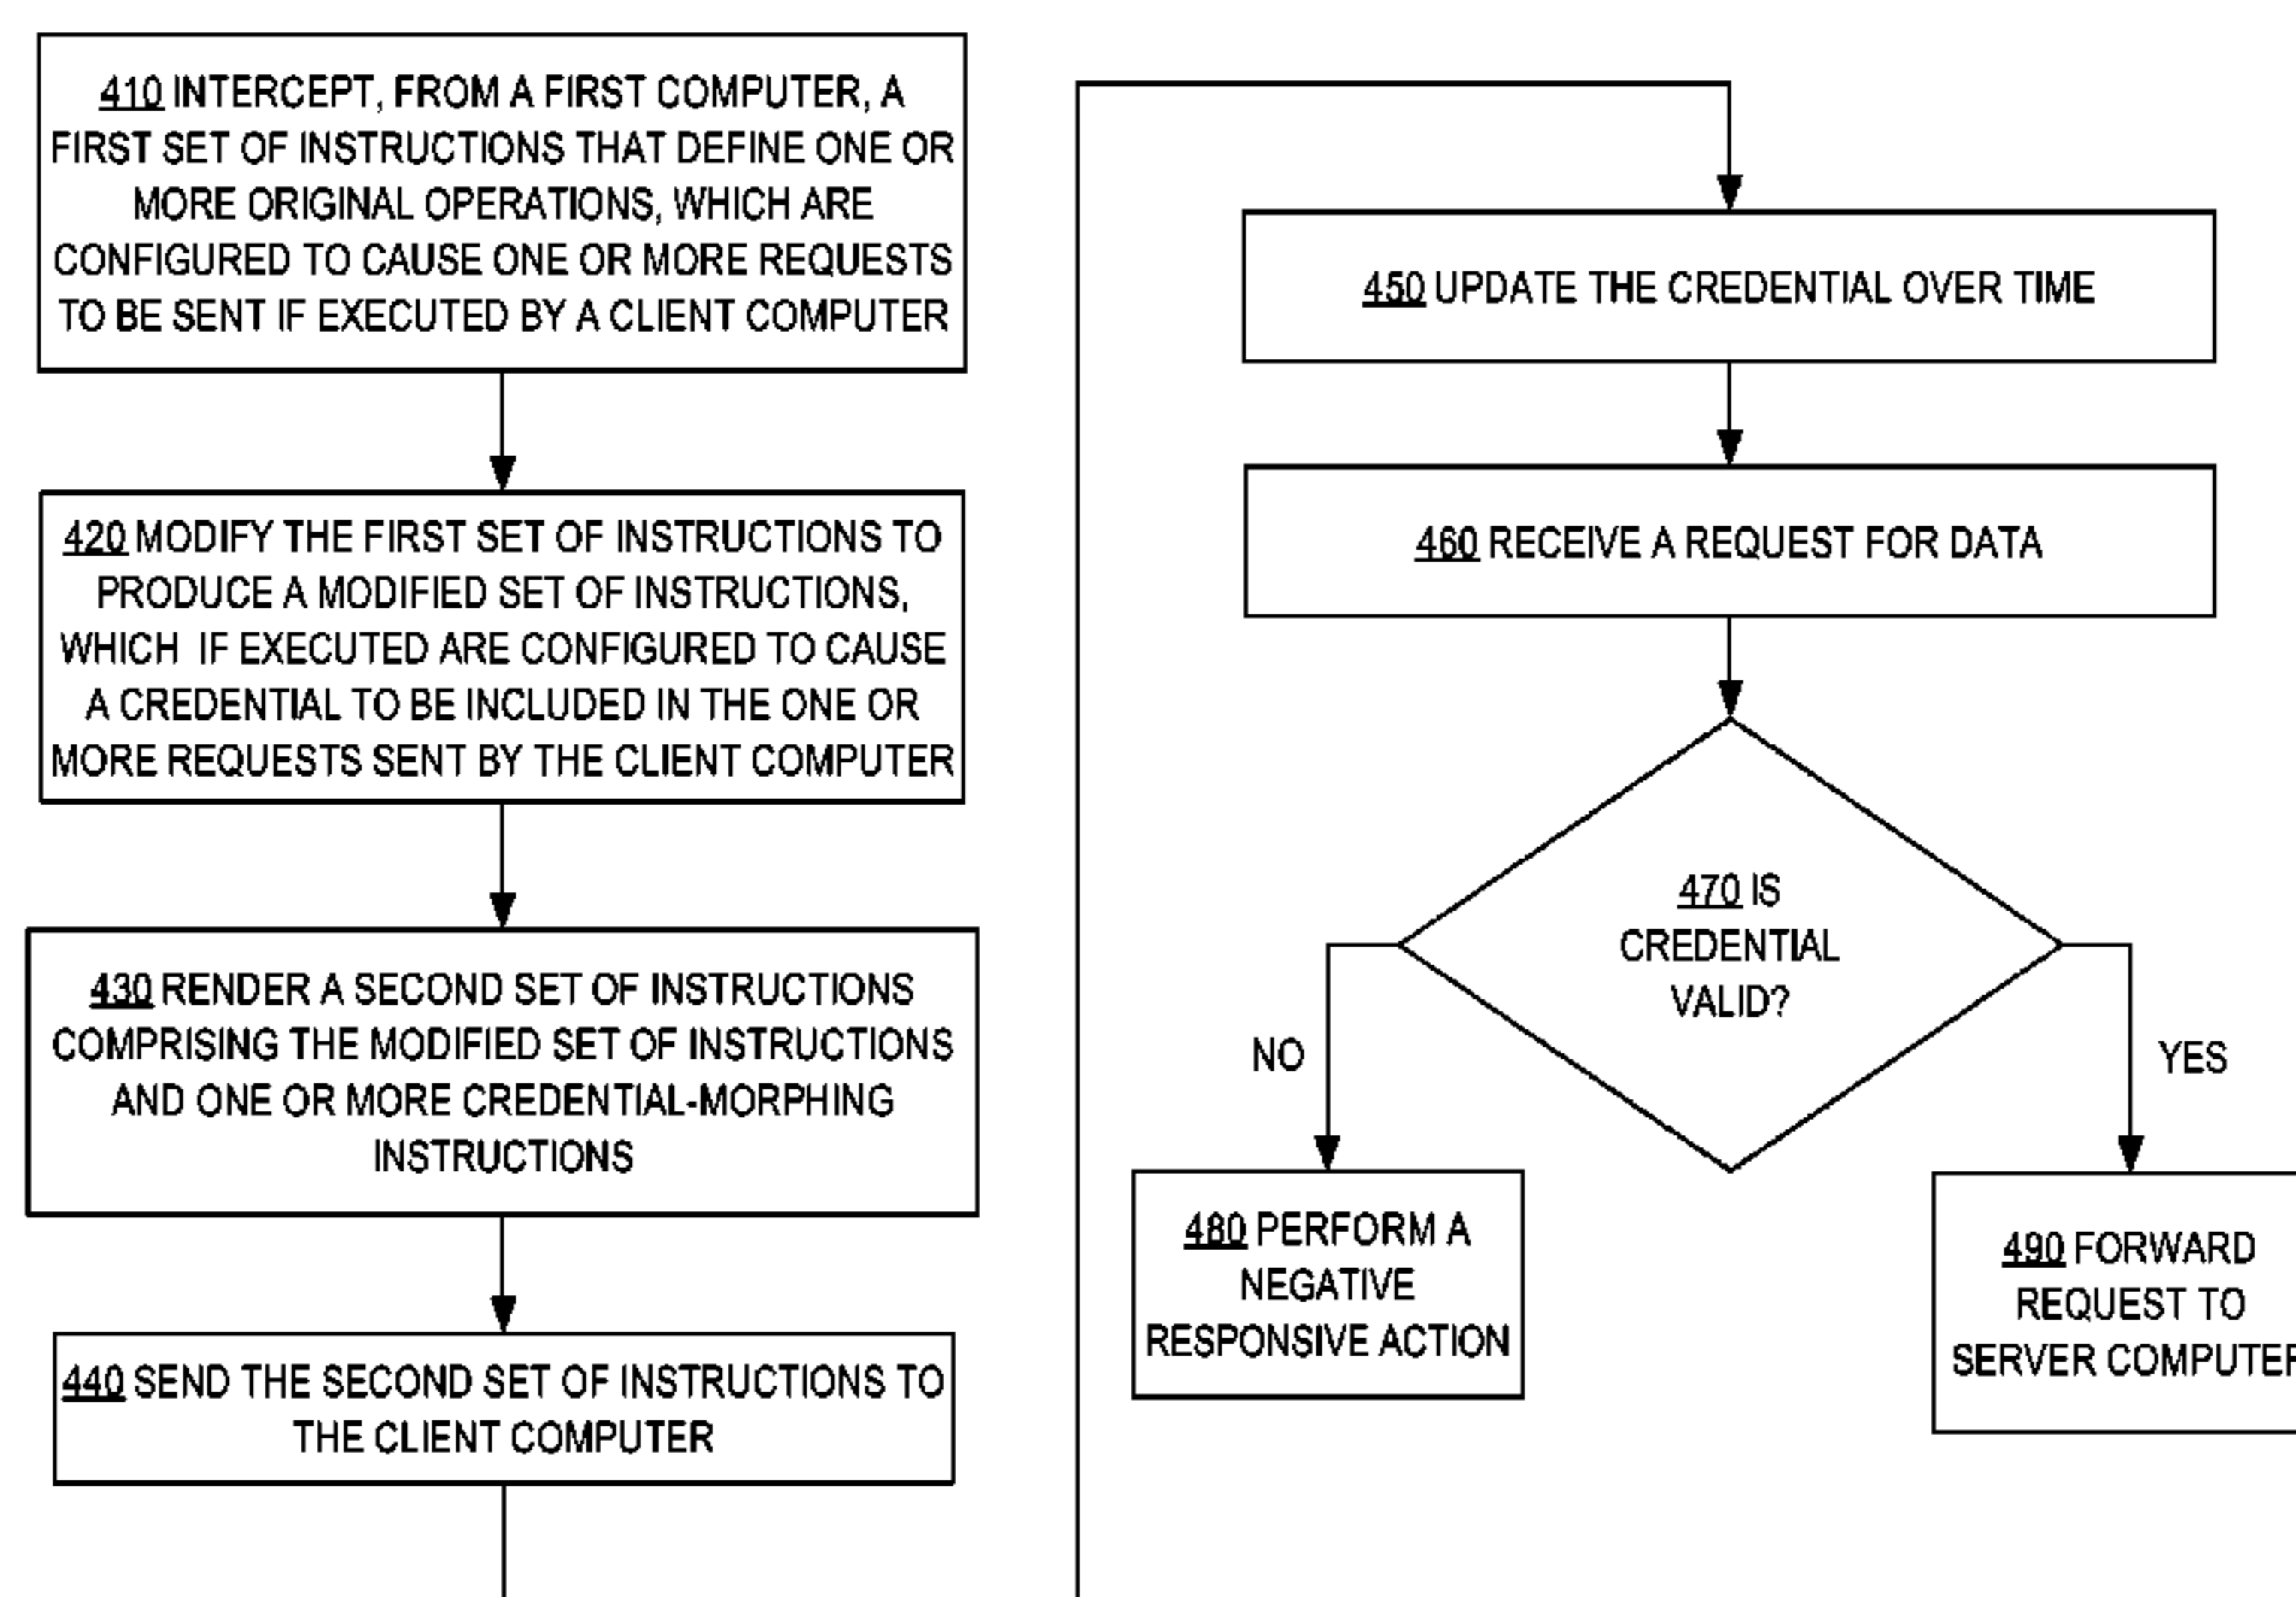 410 INTERCEPT, FROM A FIRST COMPUTER, A
FIRST SET OF INSTRUCTIONS THAT DEFINE ONE OR
MORE ORIGINAL OPERATIONS, WHICH ARE
CONFIGURED TO CAUSE ONE OR MORE REQUESTS
TO BE SENT IF EXECUTED BY A CLIENT COMPUTER
420 MODIFY THE FIRST SET OF INSTRUCTIONS TO
PRODUCE A MODIFIED SET OF INSTRUCTIONS,
WHICH IF EXECUTED ARE CONFIGURED TO CAUSE
A CREDENTIAL TO BE INCLUDED IN THE ONE OR
MORE REQUESTS SENT BY THE CLIENT COMPUTER
430 RENDER A SECOND SET OF INSTRUCTIONS
COMPRISING THE MODIFIED SET OF INSTRUCTIONS
AND ONE OR MORE CREDENTIAL-MORPHING
INSTRUCTIONS
440 SEND THE SECOND SET OF INSTRUCTIONS TO
THE CLIENT COMPUTER
450 UPDATE THE CREDENTIAL OVER TIME
460 RECEIVE A REQUEST FOR DATA
470 IS
CREDENTIAL
VALID?
NO
YES
480 PERFORM A
NEGATIVE
RESPONSIVE ACTION
490 FORWARD
REQUEST TO
SERVER COMPUTER